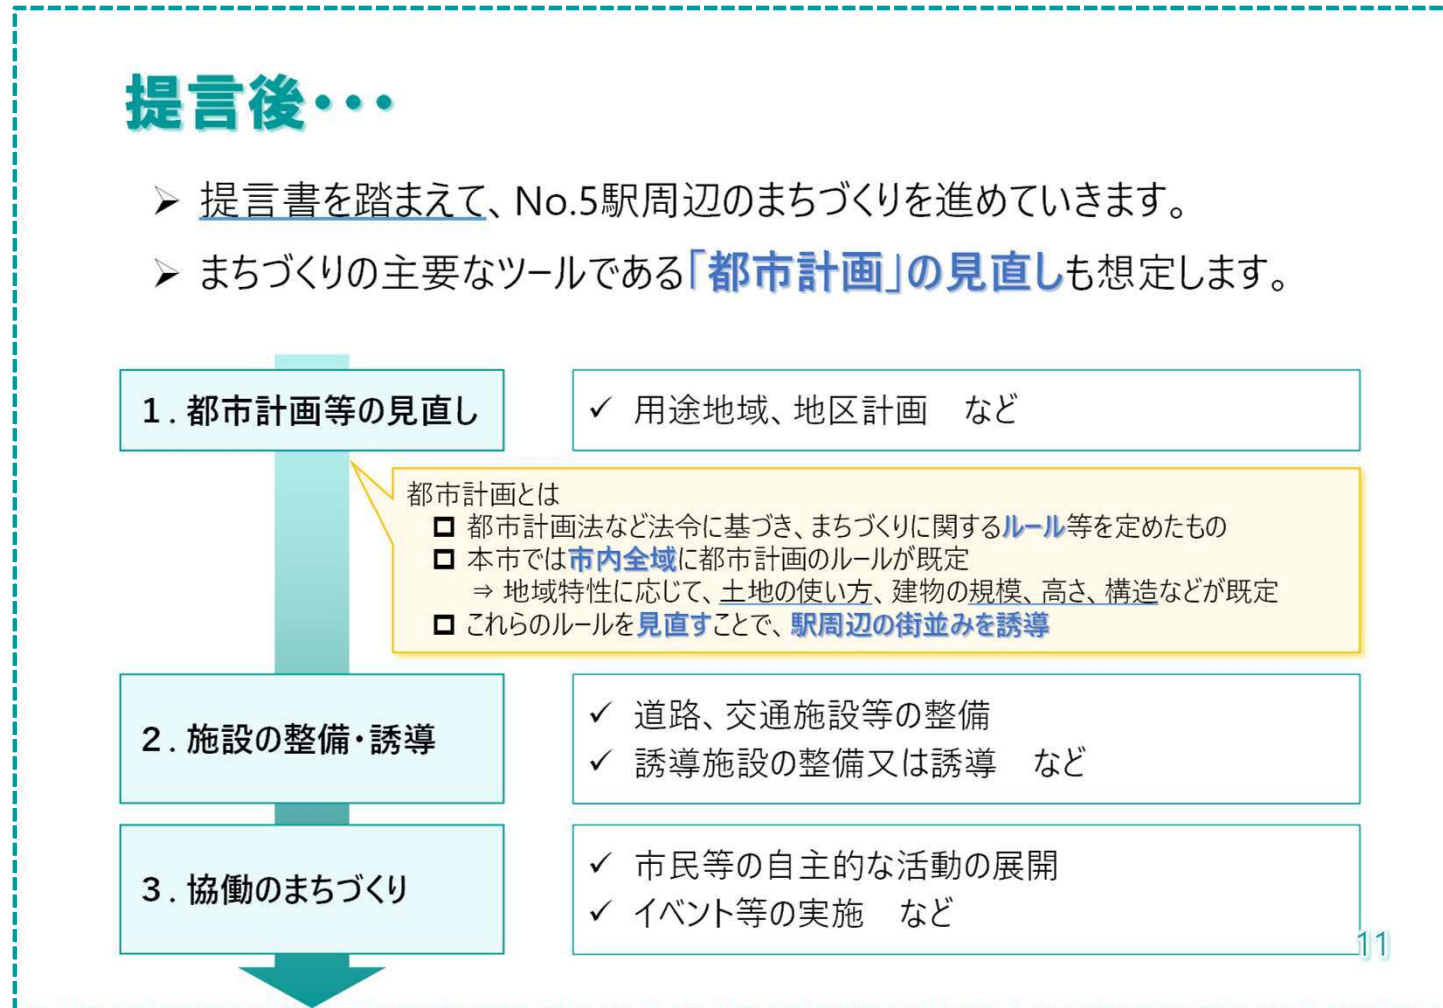 提言後・・・
➢ 提言書を踏まえて、No.5駅周辺のまちづくりを進めていきます。
➢ まちづくりの主要なツールである「都市計画」の見直しも想定します。
１．都市計画等の見直し
✓ 用途地域、地区計画　など
都市計画とは
❑ 都市計画法など法令に基づき、まちづくりに関するルール等を定めたもの
❑ 本市では市内全域に都市計画のルールが既定
⇒ 地域特性に応じて、土地の使い方、建物の規模、高さ、構造などが既定
❑ これらのルールを見直すことで、駅周辺の街並みを誘導
２．施設の整備・誘導
✓ 道路、交通施設等の整備
✓ 誘導施設の整備又は誘導　など
３．協働のまちづくり
✓ 市民等の自主的な活動の展開
✓ イベント等の実施　など
11